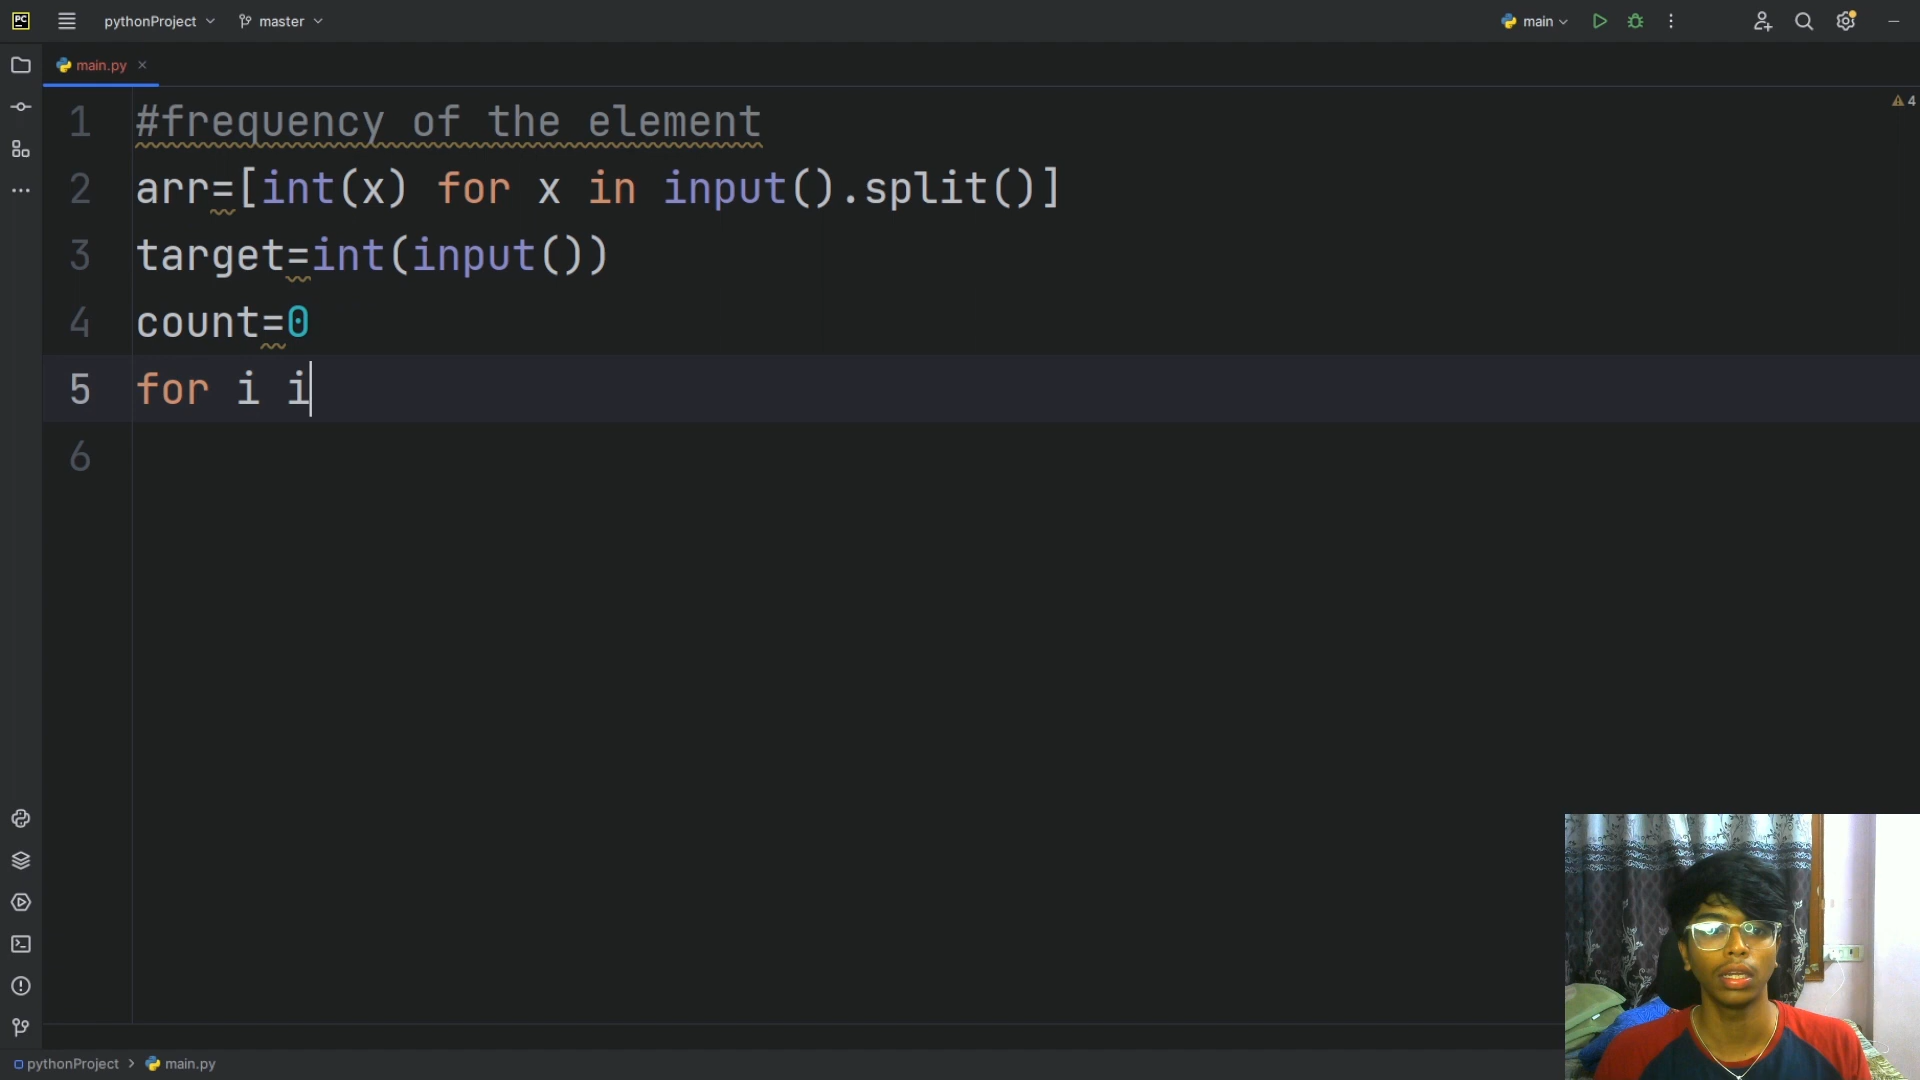 PC pythonProject master main
main.py
1 #frequency of the element 4
2 arr=[int(x) for x in input().split()]
3 target=int(input())
4 count=0
5 for i i
6
pythonProject > main.py